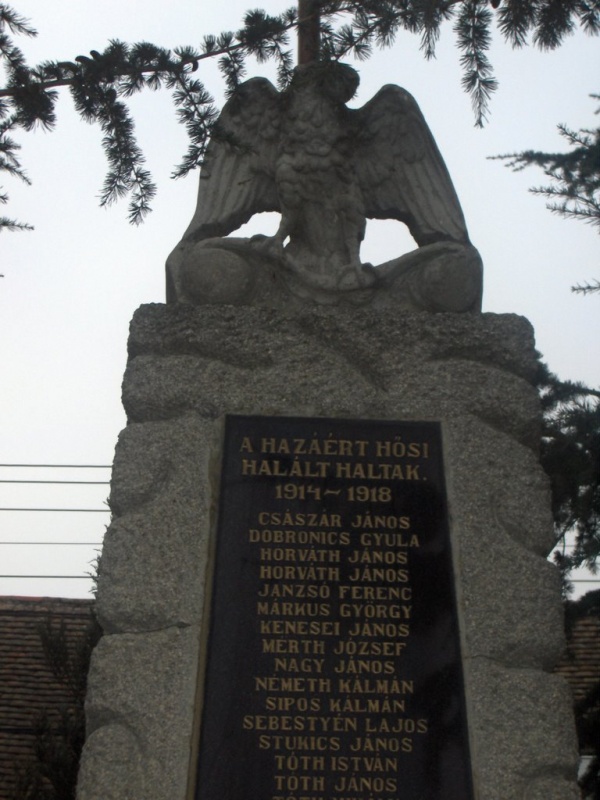 A HAZÁÉRT HŐSI
HALÁLT HALTAK.
1914~1918
CSÁSZÁR JÁNOS
DOBRONICS GYULA
HORVÁTH JÁNOS
HORVÁTH JÁNOS
JANZSÓ FERENC
MÁRKUS GYÖRGY
KENESEI JÁNOS
MÉRTH JÓZSEF
NAGY JÁNOS
NÉMETH KÁLMÁN
SIPOS KÁLMÁN
SEBESTYÉN LAJOS
STUKICS JÁNOS
TÓTH ISTVÁN
TÓTH JÁNOS
TÓTH